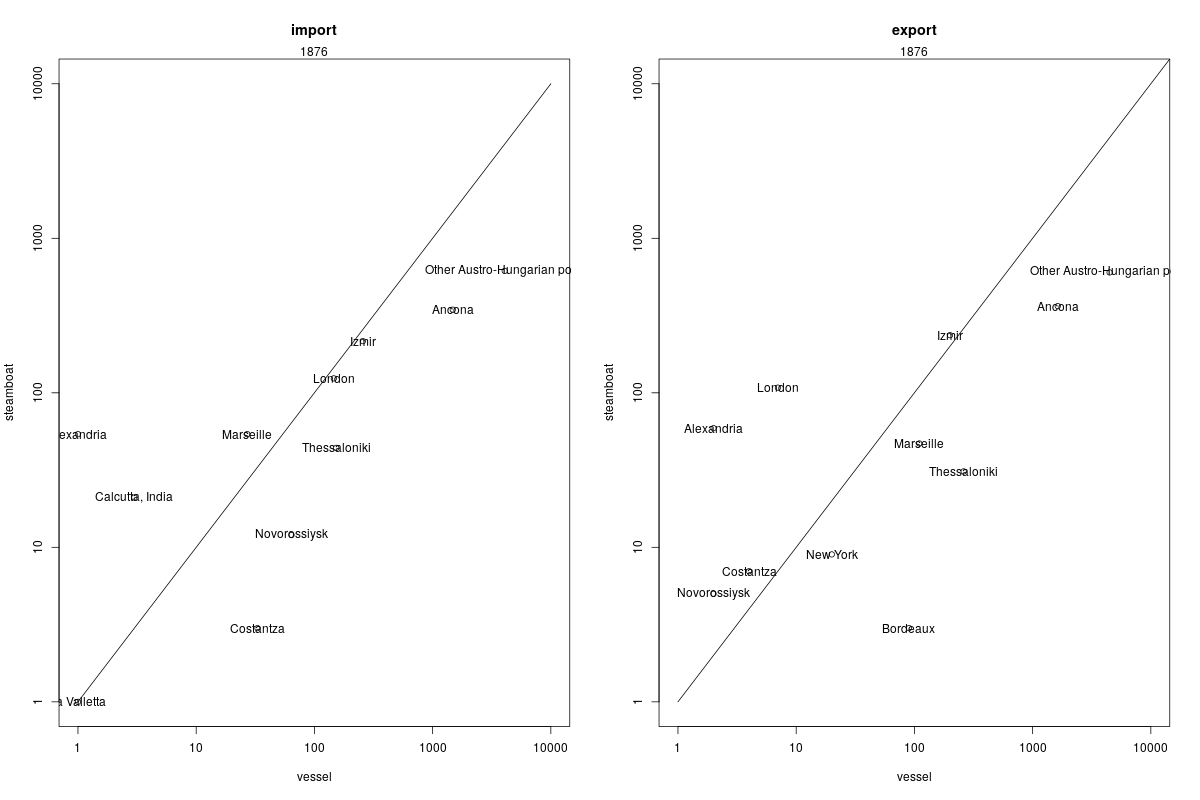 import
1876
10000
1000
100
10
1
steamboat
Other Austro-Hungarian po
Ancona
Izmir
London
exandria
Marseille
Thessaloniki
Calcutta, India
Novorossiysk
Costantza
a Valletta
1 10 100 1000 10000
vessel
export
1876
10000
1000
100
10
1
steamboat
Other Austro-Hungarian p
Ancona
Izmir
London
Alexandria
Marseille
Thessaloniki
New York
Costantza
Novorossiysk
Bordeaux
1 10 100 1000 10000
vessel